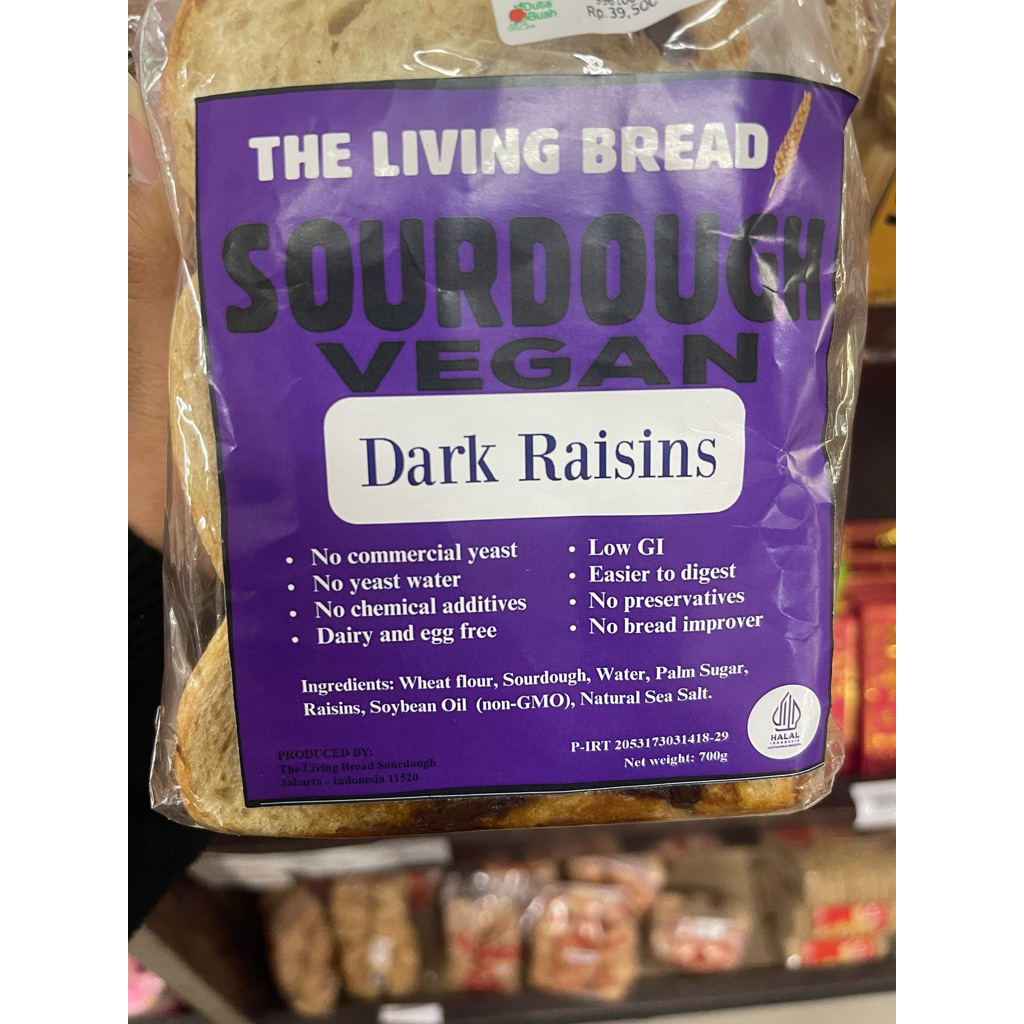 Duta
Buah
Rp.39,500
THE LIVING BREAD
SOURDOUGH
VEGAN
Dark Raisins
• No commercial yeast
• No yeast water
• No chemical additives
• Dairy and egg free
• Low GI
• Easier to digest
• No preservatives
• No bread improver
Ingredients: Wheat flour, Sourdough, Water, Palm Sugar,
Raisins, Soybean Oil (non-GMO), Natural Sea Salt.
P-IRT 2053173031418-29
Net weight: 700g
PRODUCED BY:
The Living Bread Sourdough
Jakarta - Indonesia 11520
HALAL
INDONESIA